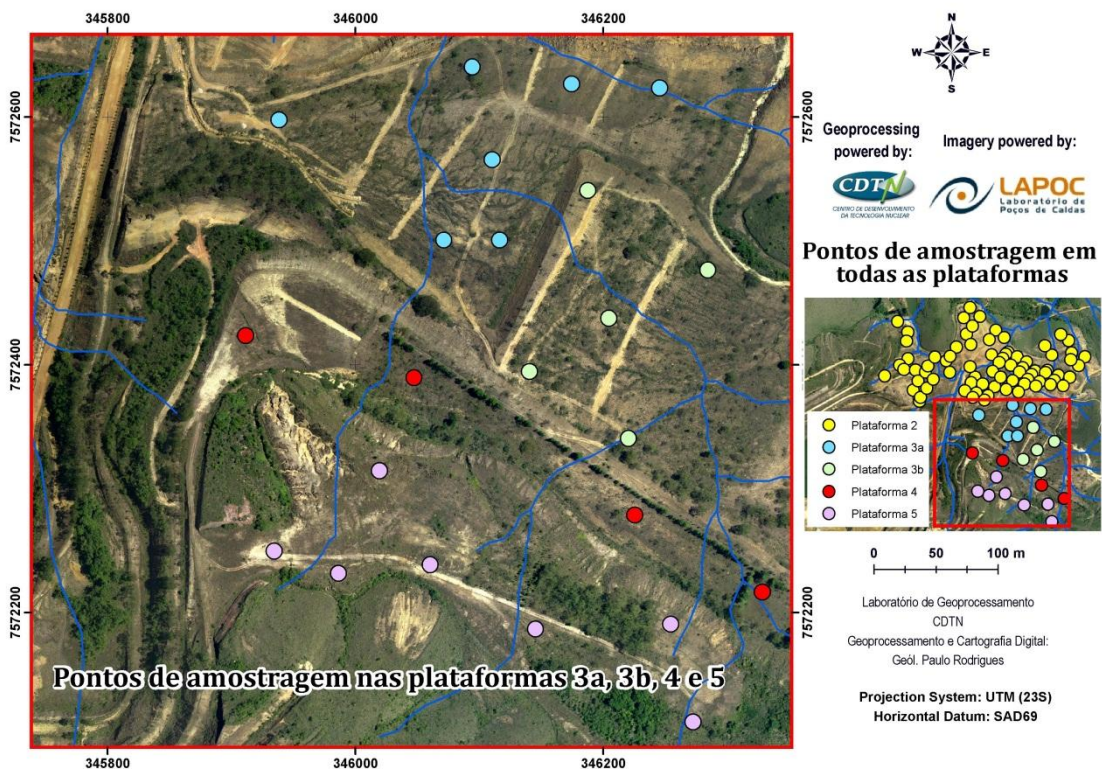 345800
346000
346200
7572600
7572400
7572200
7572600
7572400
7572200
Pontos de amostragem nas plataformas 3a, 3b, 4 e 5
345800
346000
346200
N
W
E
S
Geoprocessing
powered by:
Imagery powered by:
CDTN
CENTRO DE DESENVOLVIMENTO
DA TECNOLOGIA NUCLEAR
LAPOC
Laboratório de
Poços de Caldas
Pontos de amostragem em
todas as plataformas
Plataforma 2
Plataforma 3a
Plataforma 3b
Plataforma 4
Plataforma 5
0 50 100 m
Laboratório de Geoprocessamento
CDTN
Geoprocessamento e Cartografia Digital:
Geól. Paulo Rodrigues
Projection System: UTM (23S)
Horizontal Datum: SAD69